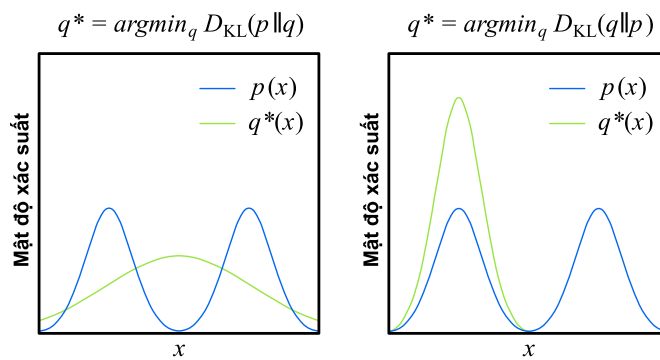 q* = argmin_q D_KL(p‖q)
Mật độ xác suất
p(x)
q*(x)
x
q* = argmin_q D_KL(q‖p)
Mật độ xác suất
p(x)
q*(x)
x